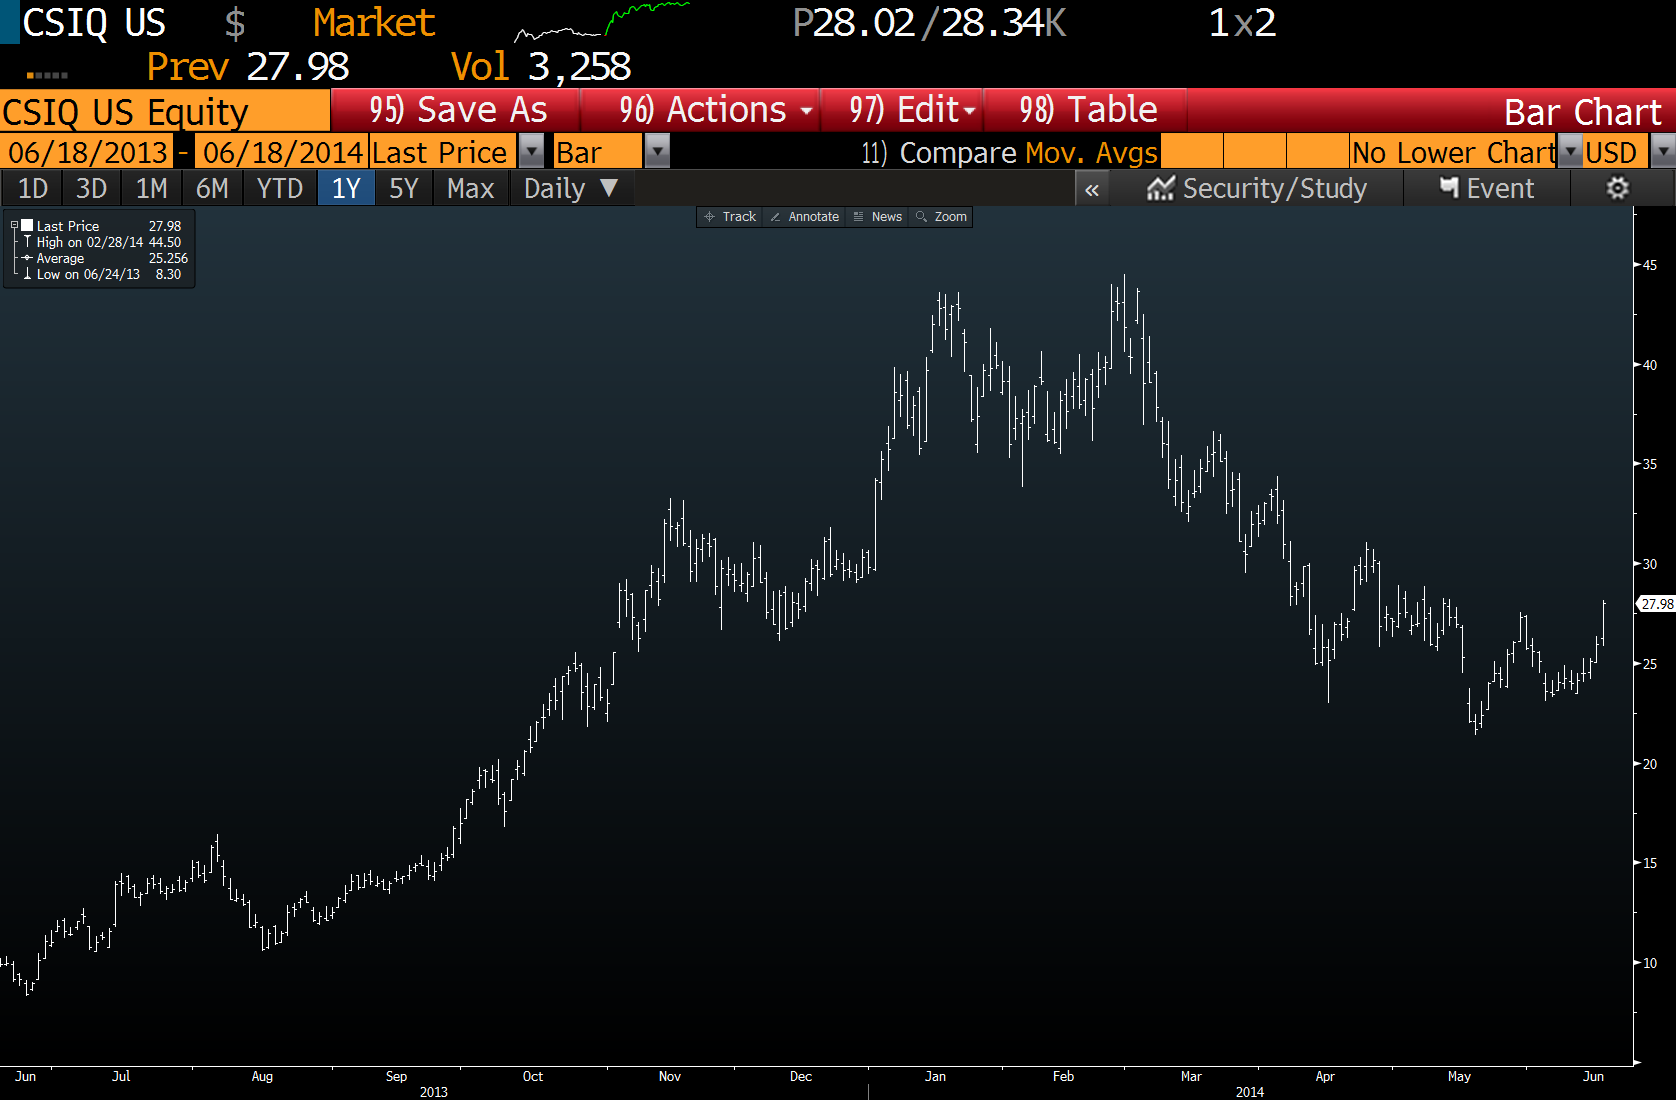 CSIQ US $ Market P28.02/28.34K 1x2
Prev 27.98 Vol 3,258
CSIQ US Equity 95) Save As 96) Actions 97) Edit 98) Table Bar Chart
06/18/2013 - 06/18/2014 Last Price Bar 11) Compare Mov. Avgs No Lower Chart USD
1D 3D 1M 6M YTD 1Y 5Y Max Daily ▼ « Security/Study Event
Track Annotate News Zoom
Last Price 27.98
High on 02/28/14 44.50
Average 25.256
Low on 06/24/13 8.30
45
40
35
30
27.98
25
20
15
10
Jun Jul Aug Sep Oct Nov Dec Jan Feb Mar Apr May Jun
2013 2014